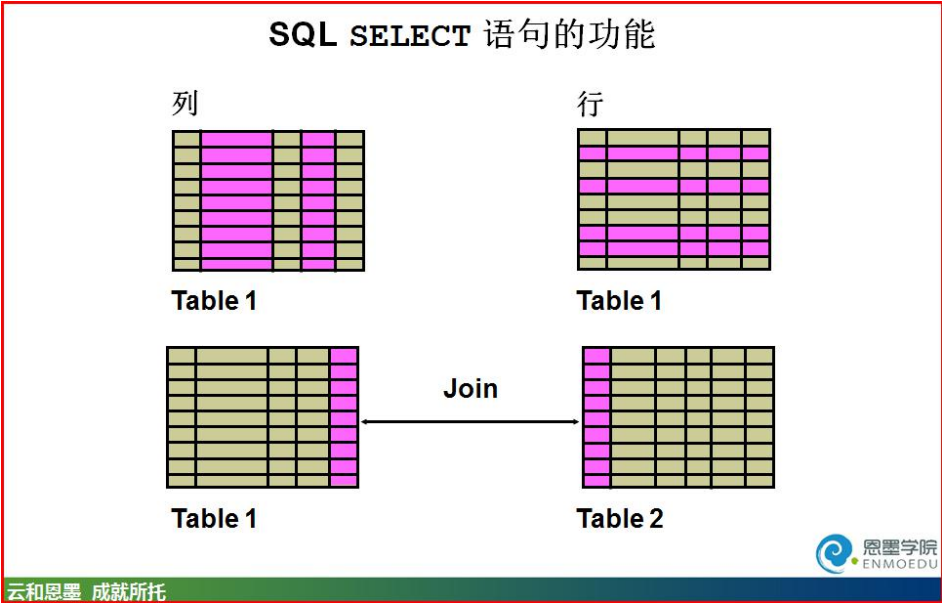 SQL SELECT 语句的功能
列
行
Table 1
Table 1
Join
Table 1
Table 2
恩墨学院
ENMOEDU
云和恩墨 成就所托